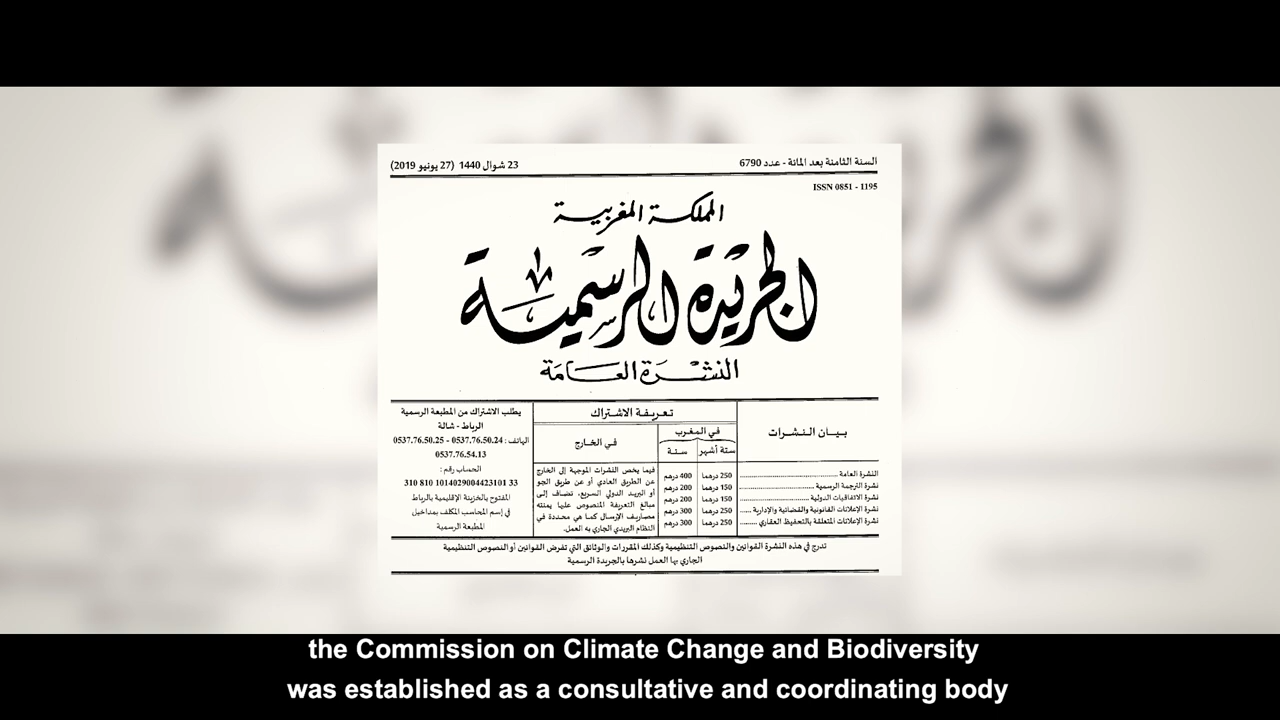 السنة الثامنة بعد المائة - عدد 6790
23 شوال 1440 (27 يونيو 2019)
ISSN 0851 - 1195
المملكة المغربية
الجريدة الرسمية
النشرة العامة
بيـان النـشرات
تعريفة الاشتراك
في المغرب
ستة أشهر
سنة
في الخارج
النشرة العامة
250 درهما
400 درهم
نشرة الترجمة الرسمية
150 درهما
200 درهم
نشرة الاتفاقيات الدولية
150 درهما
200 درهم
نشرة الإعلانات القانونية والقضائية والإدارية
250 درهما
300 درهم
نشرة الإعلانات المتعلقة بالتحفيظ العقاري
250 درهما
300 درهم
فيما يخص النشرات الموجهة إلى الخارج
عن الطريق العادي أو عن طريق الجو
أو البريد الدولي السريع، تضاف إلى
مبالغ التعريفة المنصوص عليها يمنته
مصاريف الإرسال كما هي محددة في
النظام البريدي الجاري به العمل.
يطلب الاشتراك من المطبعة الرسمية
الرباط - شالة
الهاتف : 0537.76.50.24 - 0537.76.50.25
0537.76.54.13
الحساب رقم :
310 810 1014029004423101 33
المفتوح بالخزينة الإقليمية بالرباط
في إسم المحاسب المكلف بمداخيل
المطبعة الرسمية
تدرج في هذه النشرة القوانين والنصوص التنظيمية وكذلك المقررات والوثائق التي تفرض القوانين أو النصوص التنظيمية
الجاري بها العمل نشرها بالجريدة الرسمية
the Commission on Climate Change and Biodiversity
was established as a consultative and coordinating body